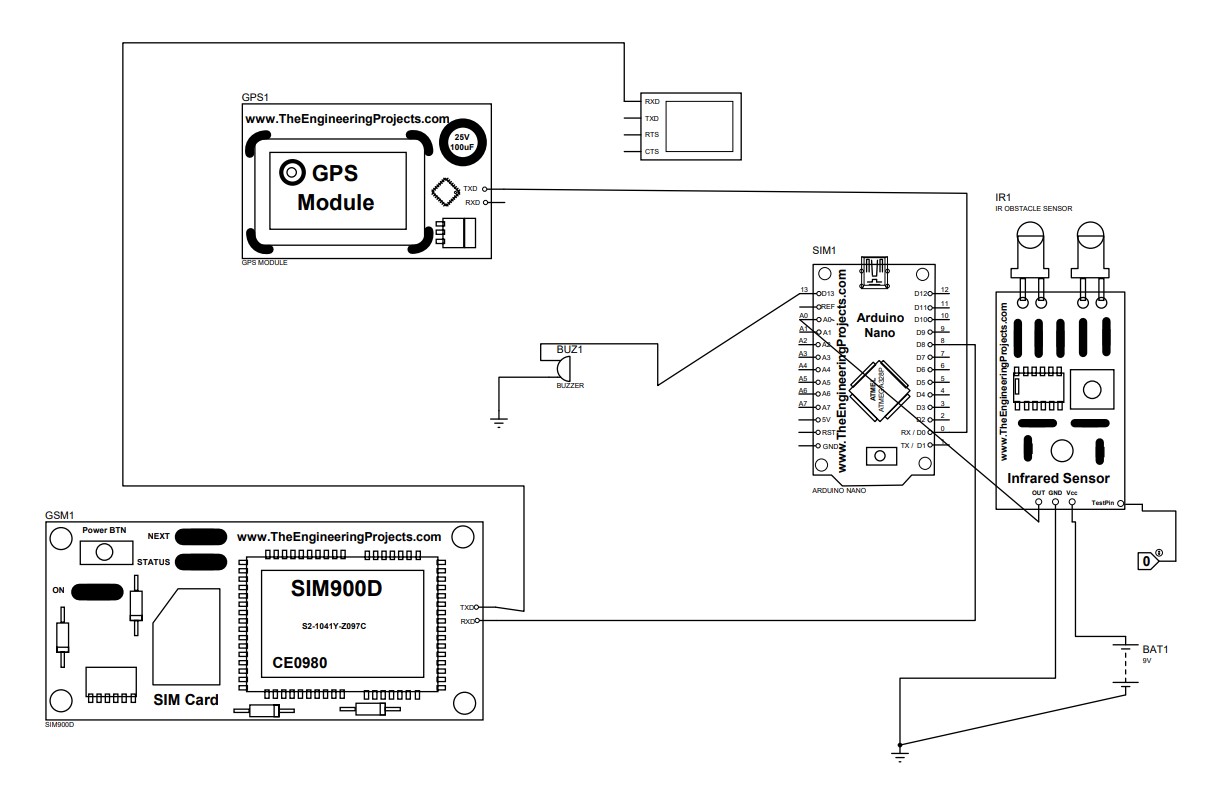 GPS1
www.TheEngineeringProjects.com
25V
100uF
GPS
Module
TXD
RXD
GPS MODULE
RXD
TXD
RTS
CTS
IR1
IR OBSTACLE SENSOR
www.TheEngineeringProjects.com
Infrared Sensor
OUT GND Vcc
TestPin
0
SIM1
www.TheEngineeringProjects.com
Arduino
Nano
ATMEL
ATMEGA328P
13 D13
REF
A0 A0
A1 A1
A2 A2
A3 A3
A4 A4
A5 A5
A6 A6
A7 A7
5V
RST
GND
D12 12
D11 11
D10 10
D9 9
D8 8
D7 7
D6 6
D5 5
D4 4
D3 3
D2 2
RX / D0 0
TX / D1 1
ARDUINO NANO
BUZ1
BUZZER
GSM1
Power BTN
NEXT
STATUS
ON
www.TheEngineeringProjects.com
SIM900D
S2-1041Y-Z097C
CE0980
TXD
RXD
SIM Card
SIM900D
BAT1
9V